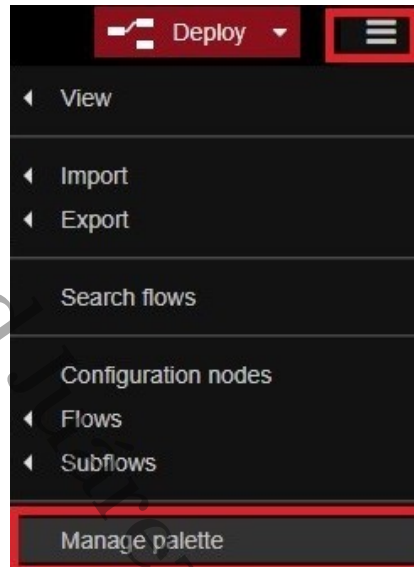 Deploy
View
Import
Export
Search flows
Configuration nodes
Flows
Subflows
Manage palette